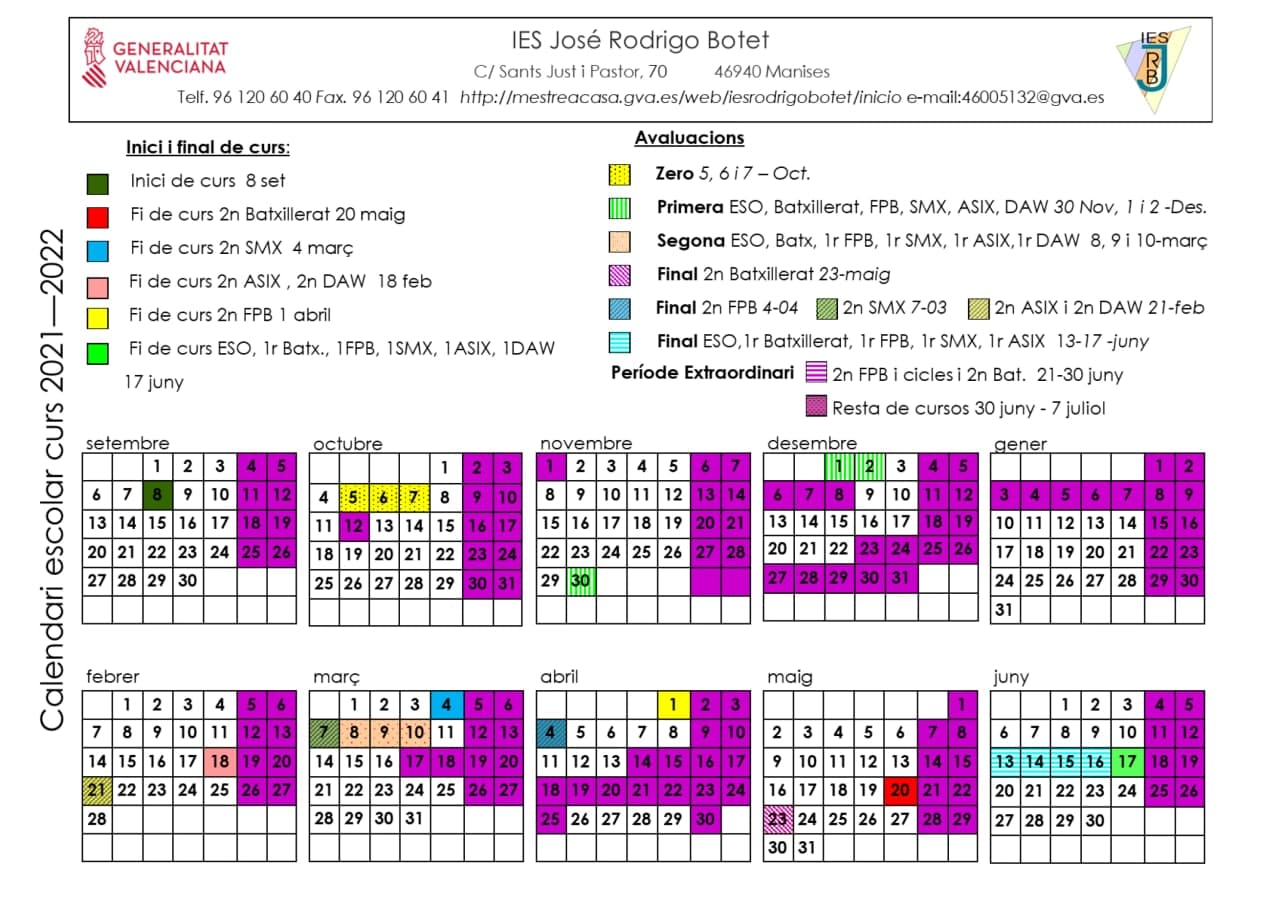 GENERALITAT
VALENCIANA
IES José Rodrigo Botet
C/ Sants Just i Pastor, 70 46940 Manises
Telf. 96 120 60 40 Fax. 96 120 60 41 http://mestreacasa.gva.es/web/iesrodrigobotet/inicio e-mail:46005132@gva.es
IES
J
R
B
Calendari escolar curs 2021—2022
Inici i final de curs:
Inici de curs 8 set
Fi de curs 2n Batxillerat 20 maig
Fi de curs 2n SMX 4 març
Fi de curs 2n ASIX , 2n DAW 18 feb
Fi de curs 2n FPB 1 abril
Fi de curs ESO, 1r Batx., 1FPB, 1SMX, 1ASIX, 1DAW
17 juny
Avaluacions
Zero 5, 6 i 7 – Oct.
Primera ESO, Batxillerat, FPB, SMX, ASIX, DAW 30 Nov, 1 i 2 -Des.
Segona ESO, Batx, 1r FPB, 1r SMX, 1r ASIX,1r DAW 8, 9 i 10-març
Final 2n Batxillerat 23-maig
Final 2n FPB 4-04 2n SMX 7-03 2n ASIX i 2n DAW 21-feb
Final ESO,1r Batxillerat, 1r FPB, 1r SMX, 1r ASIX 13-17 -juny
Període Extraordinari 2n FPB i cicles i 2n Bat. 21-30 juny
Resta de cursos 30 juny - 7 juliol
setembre
1 2 3 4 5
6 7 8 9 10 11 12
13 14 15 16 17 18 19
20 21 22 23 24 25 26
27 28 29 30
octubre
1 2 3
4 5 6 7 8 9 10
11 12 13 14 15 16 17
18 19 20 21 22 23 24
25 26 27 28 29 30 31
novembre
1 2 3 4 5 6 7
8 9 10 11 12 13 14
15 16 17 18 19 20 21
22 23 24 25 26 27 28
29 30
desembre
1 2 3 4 5
6 7 8 9 10 11 12
13 14 15 16 17 18 19
20 21 22 23 24 25 26
27 28 29 30 31
gener
1 2
3 4 5 6 7 8 9
10 11 12 13 14 15 16
17 18 19 20 21 22 23
24 25 26 27 28 29 30
31
febrer
1 2 3 4 5 6
7 8 9 10 11 12 13
14 15 16 17 18 19 20
21 22 23 24 25 26 27
28
març
1 2 3 4 5 6
7 8 9 10 11 12 13
14 15 16 17 18 19 20
21 22 23 24 25 26 27
28 29 30 31
abril
1 2 3
4 5 6 7 8 9 10
11 12 13 14 15 16 17
18 19 20 21 22 23 24
25 26 27 28 29 30
maig
1
2 3 4 5 6 7 8
9 10 11 12 13 14 15
16 17 18 19 20 21 22
23 24 25 26 27 28 29
30 31
juny
1 2 3 4 5
6 7 8 9 10 11 12
13 14 15 16 17 18 19
20 21 22 23 24 25 26
27 28 29 30